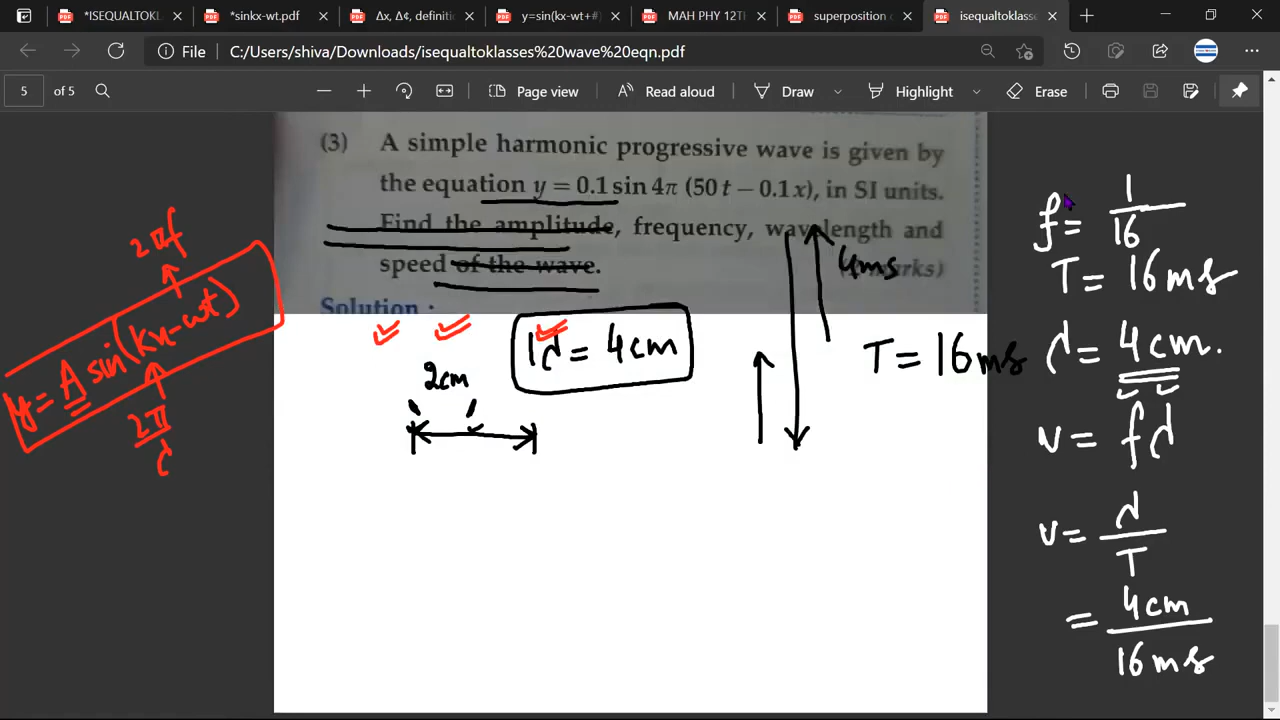 *ISEQUALTOKL
*sinkx-wt.pdf
Δx, Δ¢, definiti
y=sin(kx-wt+#)
MAH PHY 12TH
superposition c
isequaltoklasse
File
C:/Users/shiva/Downloads/isequaltoklasses%20wave%20eqn.pdf
5 of 5
Page view
Read aloud
Draw
Highlight
Erase
(3) A simple harmonic progressive wave is given by
the equation y = 0.1 sin 4π (50 t – 0.1 x), in SI units.
Find the amplitude, frequency, wavelength and
speed of the wave. rks)
Solution :
4ms
2πf
y = A sin(kx-wt)
2π/λ
2cm
1λ = 4cm
T = 16ms
f = 1/16
T = 16ms
λ = 4cm.
v = fλ
v = λ/T
= 4cm/16ms